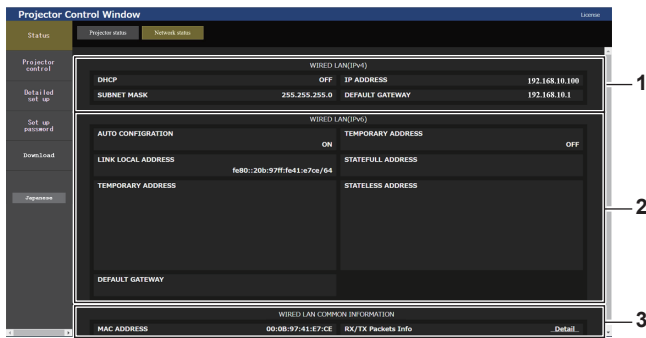 Projector Control Window
License
Status
Projector status
Network status
Projector
control
Detailed
set up
Set up
password
Download
Japanese
WIRED LAN(IPv4)
DHCP OFF IP ADDRESS 192.168.10.100
SUBNET MASK 255.255.255.0 DEFAULT GATEWAY 192.168.10.1
1
WIRED LAN(IPv6)
AUTO CONFIGRATION TEMPORARY ADDRESS
ON OFF
LINK LOCAL ADDRESS STATEFULL ADDRESS
fe80::20b:97ff:fe41:e7ce/64
TEMPORARY ADDRESS STATELESS ADDRESS
DEFAULT GATEWAY
2
WIRED LAN COMMON INFORMATION
MAC ADDRESS 00:0B:97:41:E7:CE RX/TX Packets Info Detail
3